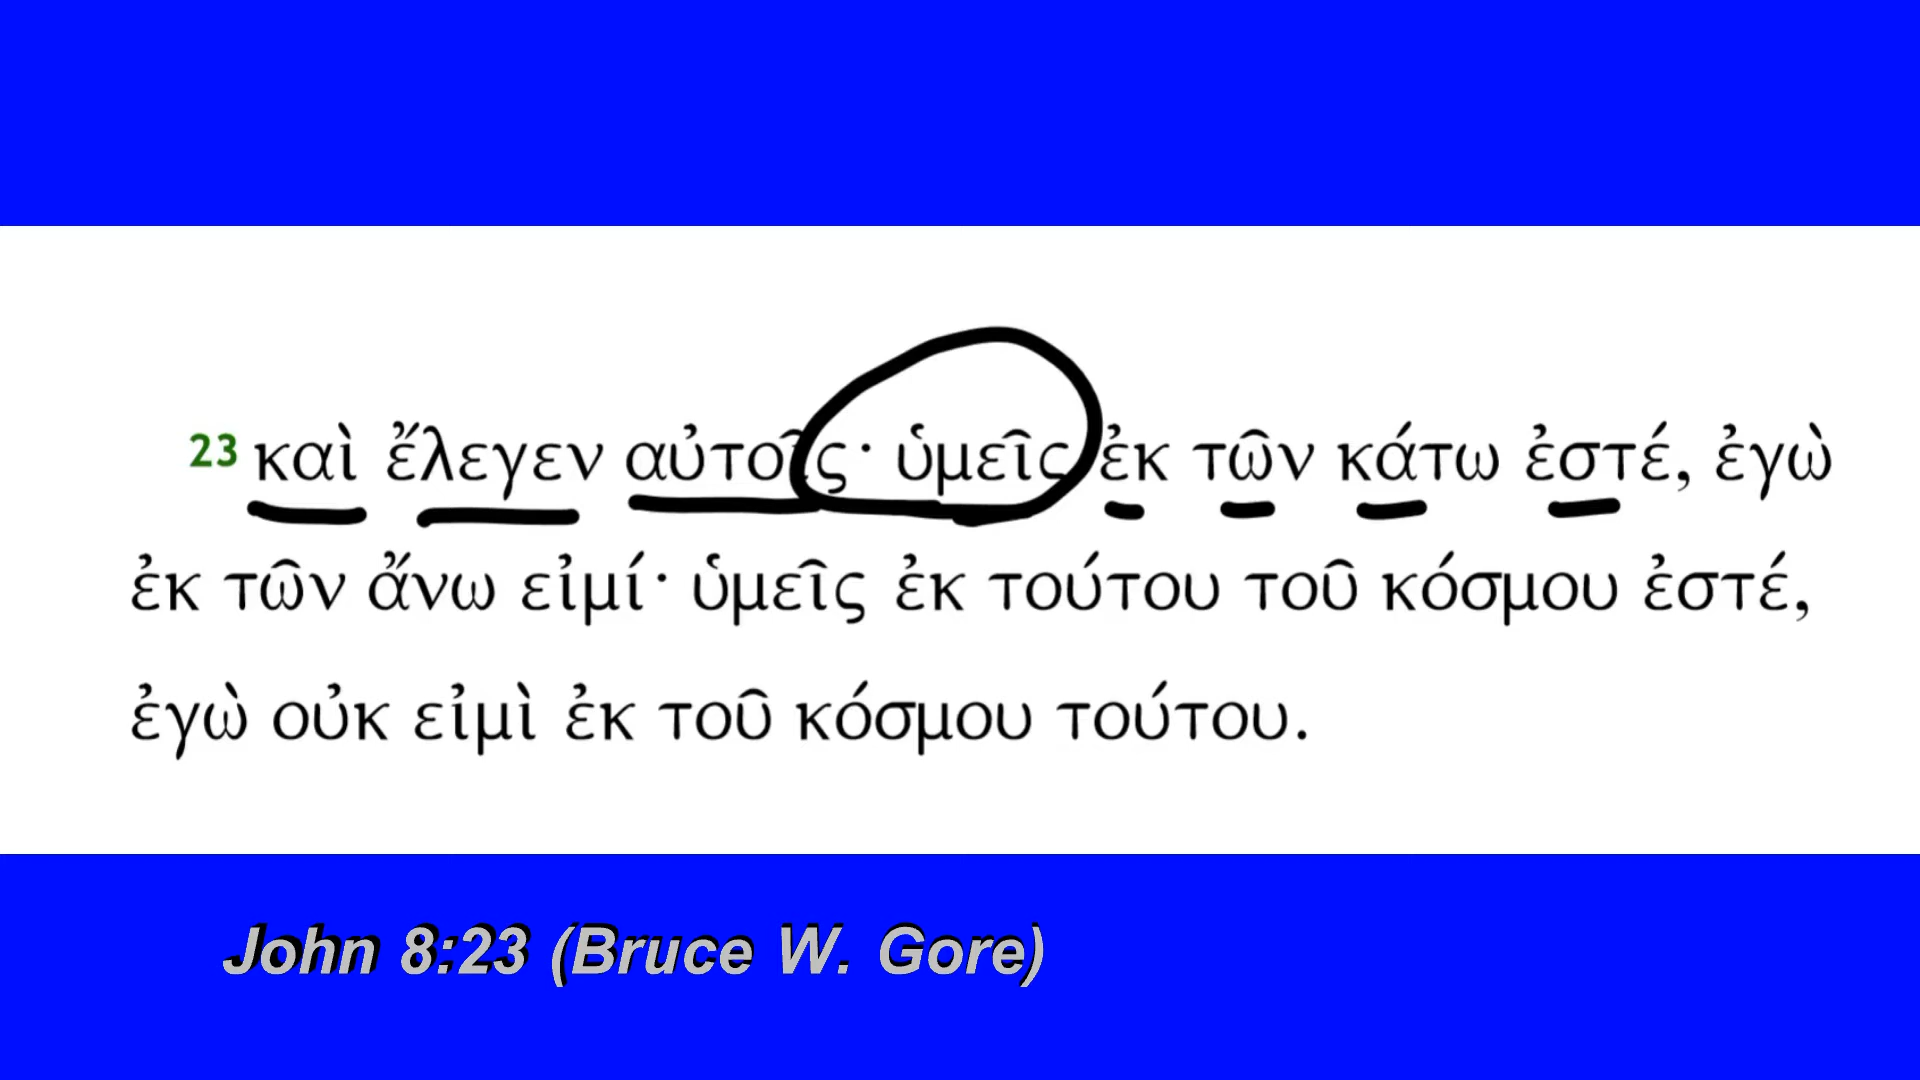 23 καὶ ἔλεγεν αὐτοῖς· ὑμεῖς ἐκ τῶν κάτω ἐστέ, ἐγὼ
ἐκ τῶν ἄνω εἰμί· ὑμεῖς ἐκ τούτου τοῦ κόσμου ἐστέ,
ἐγὼ οὐκ εἰμὶ ἐκ τοῦ κόσμου τούτου.
John 8:23 (Bruce W. Gore)